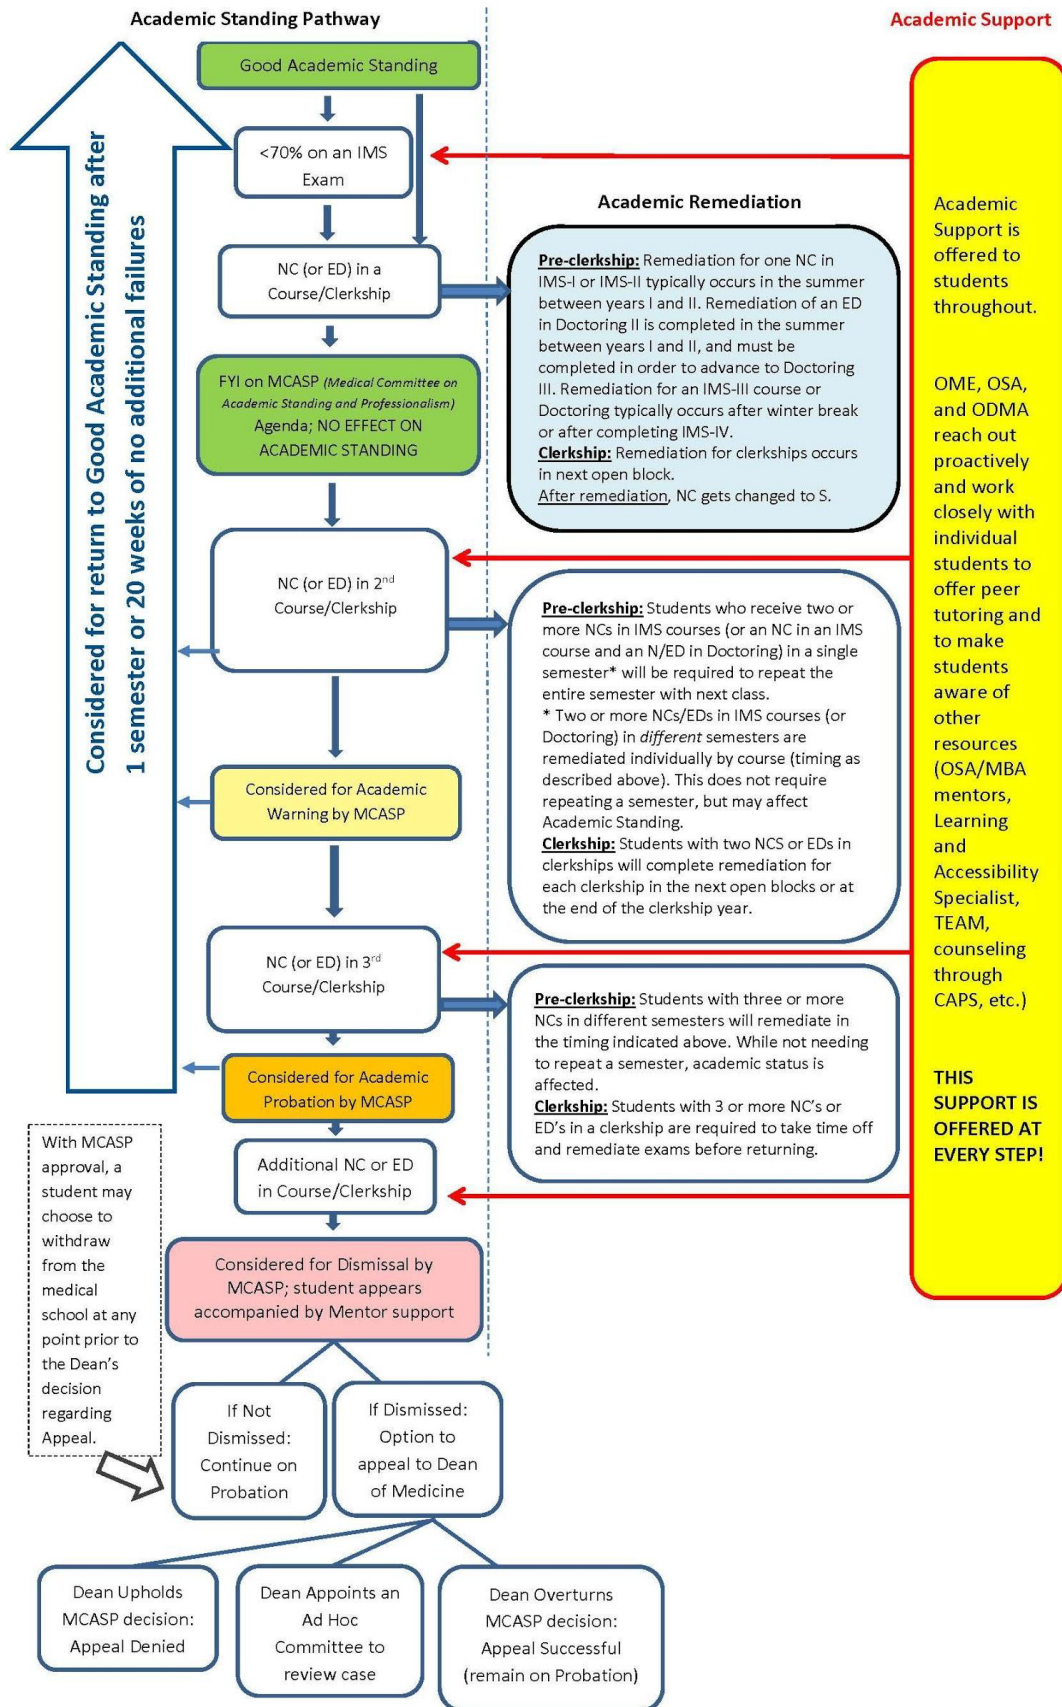 Academic Standing Pathway
Academic Support
Good Academic Standing
<70% on an IMS
Exam
NC (or ED) in a
Course/Clerkship
FYI on MCASP (Medical Committee on
Academic Standing and Professionalism)
Agenda; NO EFFECT ON
ACADEMIC STANDING
NC (or ED) in 2nd
Course/Clerkship
Considered for Academic
Warning by MCASP
NC (or ED) in 3rd
Course/Clerkship
Considered for Academic
Probation by MCASP
Additional NC or ED
in Course/Clerkship
Considered for Dismissal by
MCASP; student appears
accompanied by Mentor support
If Not
Dismissed:
Continue on
Probation
If Dismissed:
Option to
appeal to Dean
of Medicine
Dean Upholds
MCASP decision:
Appeal Denied
Dean Appoints an
Ad Hoc
Committee to
review case
Dean Overturns
MCASP decision:
Appeal Successful
(remain on Probation)
Considered for return to Good Academic Standing after
1 semester or 20 weeks of no additional failures
With MCASP
approval, a
student may
choose to
withdraw
from the
medical
school at any
point prior to
the Dean's
decision
regarding
Appeal.
Academic Remediation
Pre-clerkship: Remediation for one NC in
IMS-I or IMS-II typically occurs in the summer
between years I and II. Remediation of an ED
in Doctoring II is completed in the summer
between years I and II, and must be
completed in order to advance to Doctoring
III. Remediation for an IMS-III course or
Doctoring typically occurs after winter break
or after completing IMS-IV.
Clerkship: Remediation for clerkships occurs
in next open block.
After remediation, NC gets changed to S.
Pre-clerkship: Students who receive two or
more NCs in IMS courses (or an NC in an IMS
course and an N/ED in Doctoring) in a single
semester* will be required to repeat the
entire semester with next class.
* Two or more NCs/EDs in IMS courses (or
Doctoring) in different semesters are
remediated individually by course (timing as
described above). This does not require
repeating a semester, but may affect
Academic Standing.
Clerkship: Students with two NCS or EDs in
clerkships will complete remediation for
each clerkship in the next open blocks or at
the end of the clerkship year.
Pre-clerkship: Students with three or more
NCs in different semesters will remediate in
the timing indicated above. While not needing
to repeat a semester, academic status is
affected.
Clerkship: Students with 3 or more NC's or
ED's in a clerkship are required to take time off
and remediate exams before returning.
Academic
Support is
offered to
students
throughout.
OME, OSA,
and ODMA
reach out
proactively
and work
closely with
individual
students to
offer peer
tutoring and
to make
students
aware of
other
resources
(OSA/MBA
mentors,
Learning
and
Accessibility
Specialist,
TEAM,
counseling
through
CAPS, etc.)
THIS
SUPPORT IS
OFFERED AT
EVERY STEP!